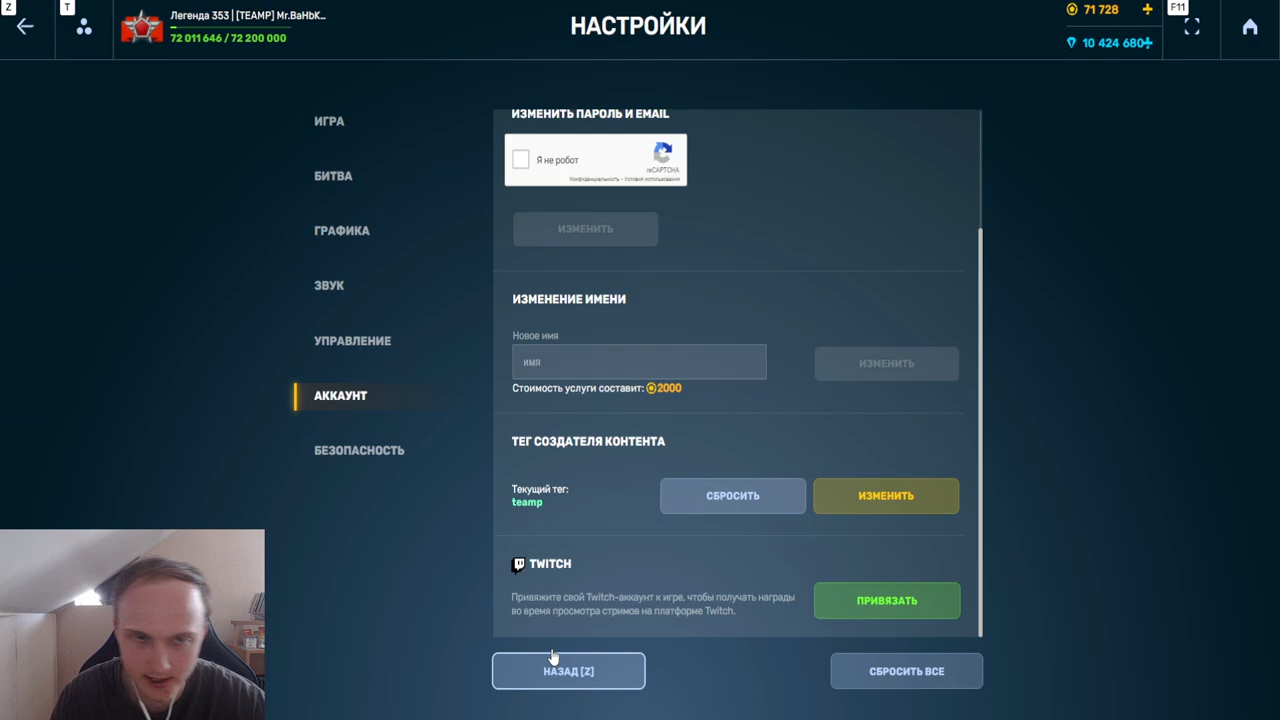 Z
T
Легенда 353 | [TEAMP] Mr.BaHbK...
72 011 646 / 72 200 000
НАСТРОЙКИ
71 728
10 424 680
F11
ИГРА
БИТВА
ГРАФИКА
ЗВУК
УПРАВЛЕНИЕ
АККАУНТ
БЕЗОПАСНОСТЬ
ИЗМЕНИТЬ ПАРОЛЬ И EMAIL
Я не робот
reCAPTCHA
Конфиденциальность - Условия использования
ИЗМЕНИТЬ
ИЗМЕНЕНИЕ ИМЕНИ
Новое имя
имя
ИЗМЕНИТЬ
Стоимость услуги составит: 2000
ТЕГ СОЗДАТЕЛЯ КОНТЕНТА
Текущий тег:
teamp
СБРОСИТЬ
ИЗМЕНИТЬ
TWITCH
Привяжите свой Twitch-аккаунт к игре, чтобы получать награды
во время просмотра стримов на платформе Twitch.
ПРИВЯЗАТЬ
НАЗАД [Z]
СБРОСИТЬ ВСЕ